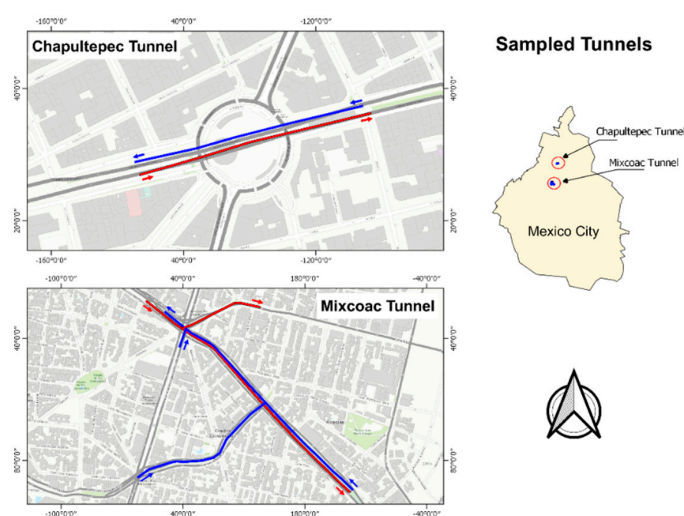 -160°0'0" 40°0'0" -120°0'0"
Chapultepec Tunnel
40°0'0" 40°0'0"
20°0'0" 20°0'0"
-160°0'0" 40°0'0" -120°0'0"
-100°0'0" 40°0'0" 180°0'0" -40°0'0"
Mixcoac Tunnel
40°0'0" 40°0'0"
80°0'0" 80°0'0"
-100°0'0" 40°0'0" 180°0'0" -40°0'0"
Sampled Tunnels
Chapultepec Tunnel
Mixcoac Tunnel
Mexico City